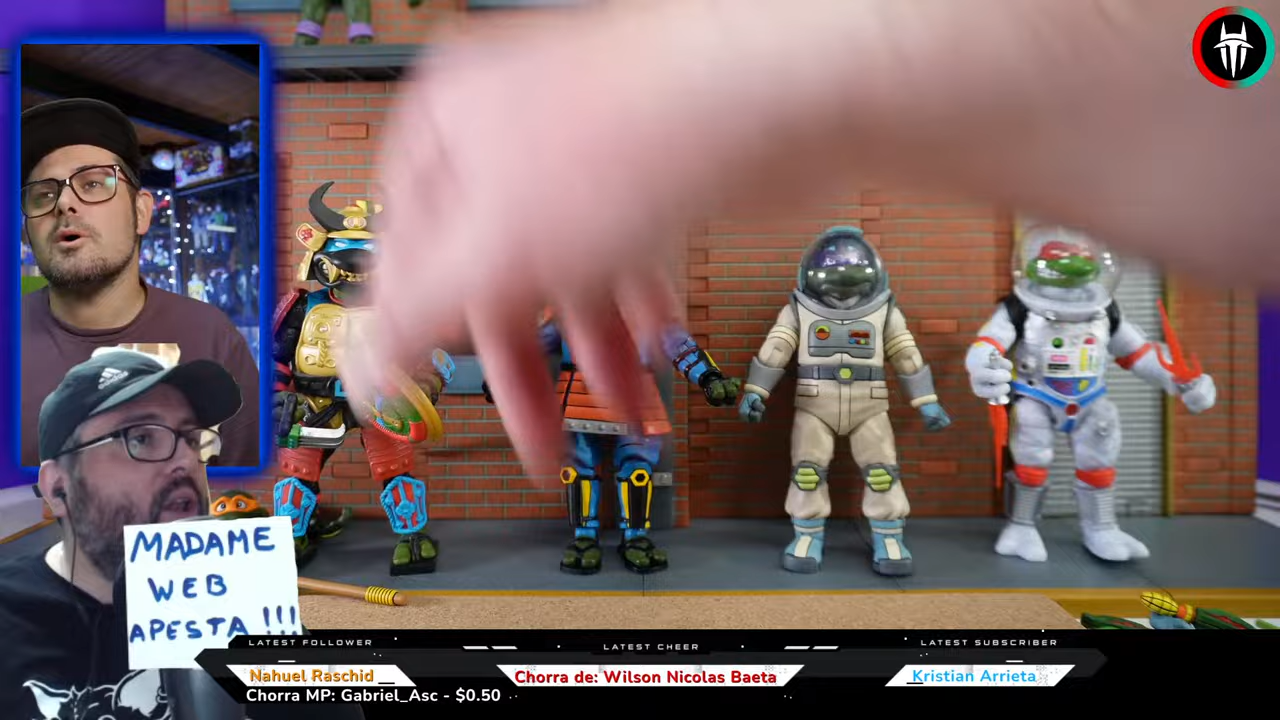 MADAME
WEB
APESTA !!!
LATEST FOLLOWER
LATEST CHEER
LATEST SUBSCRIBER
Nahuel Raschid
Chorra de: Wilson Nicolas Baeta
Kristian Arrieta
Chorra MP: Gabriel_Asc - $0.50